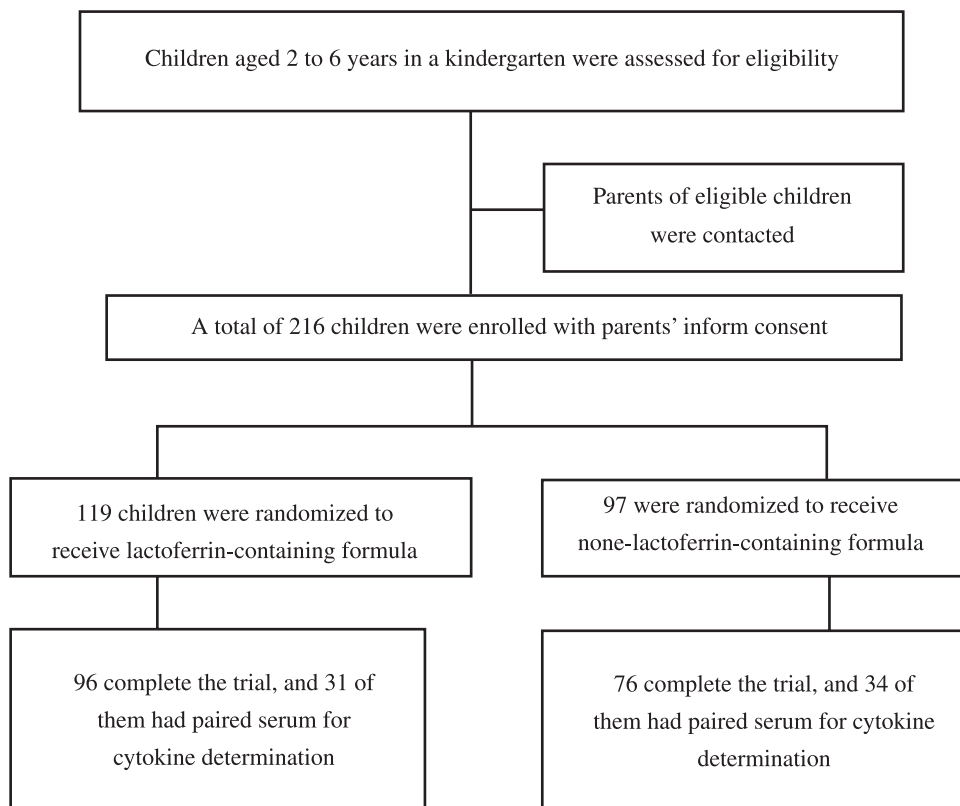 Children aged 2 to 6 years in a kindergarten were assessed for eligibility
Parents of eligible children
were contacted
A total of 216 children were enrolled with parents’ inform consent
119 children were randomized to
receive lactoferrin-containing formula
97 were randomized to receive
none-lactoferrin-containing formula
96 complete the trial, and 31 of
them had paired serum for
cytokine determination
76 complete the trial, and 34 of
them had paired serum for cytokine
determination